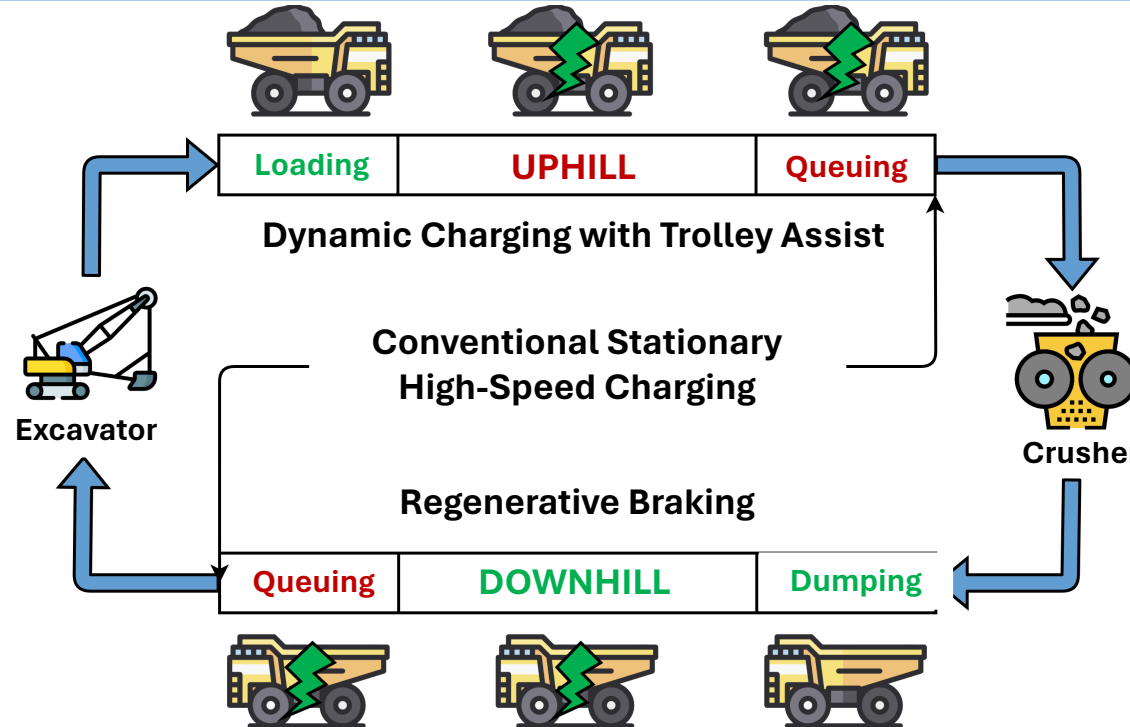 Loading UPHILL Queuing
Dynamic Charging with Trolley Assist
Conventional Stationary
High-Speed Charging
Excavator
Crusher
Regenerative Braking
Queuing DOWNHILL Dumping